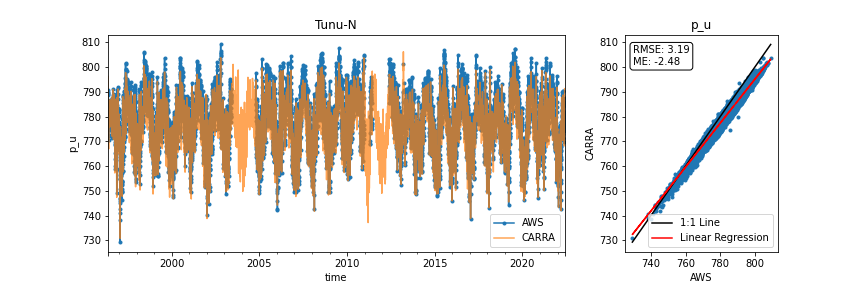 Tunu-N
p_u
810
800
790
780
770
760
750
740
730
p_u
2000
2005
2010
2015
2020
time
AWS
CARRA
p_u
RMSE: 3.19
ME: -2.48
810
800
790
780
770
760
750
740
730
CARRA
740
760
780
800
AWS
1:1 Line
Linear Regression